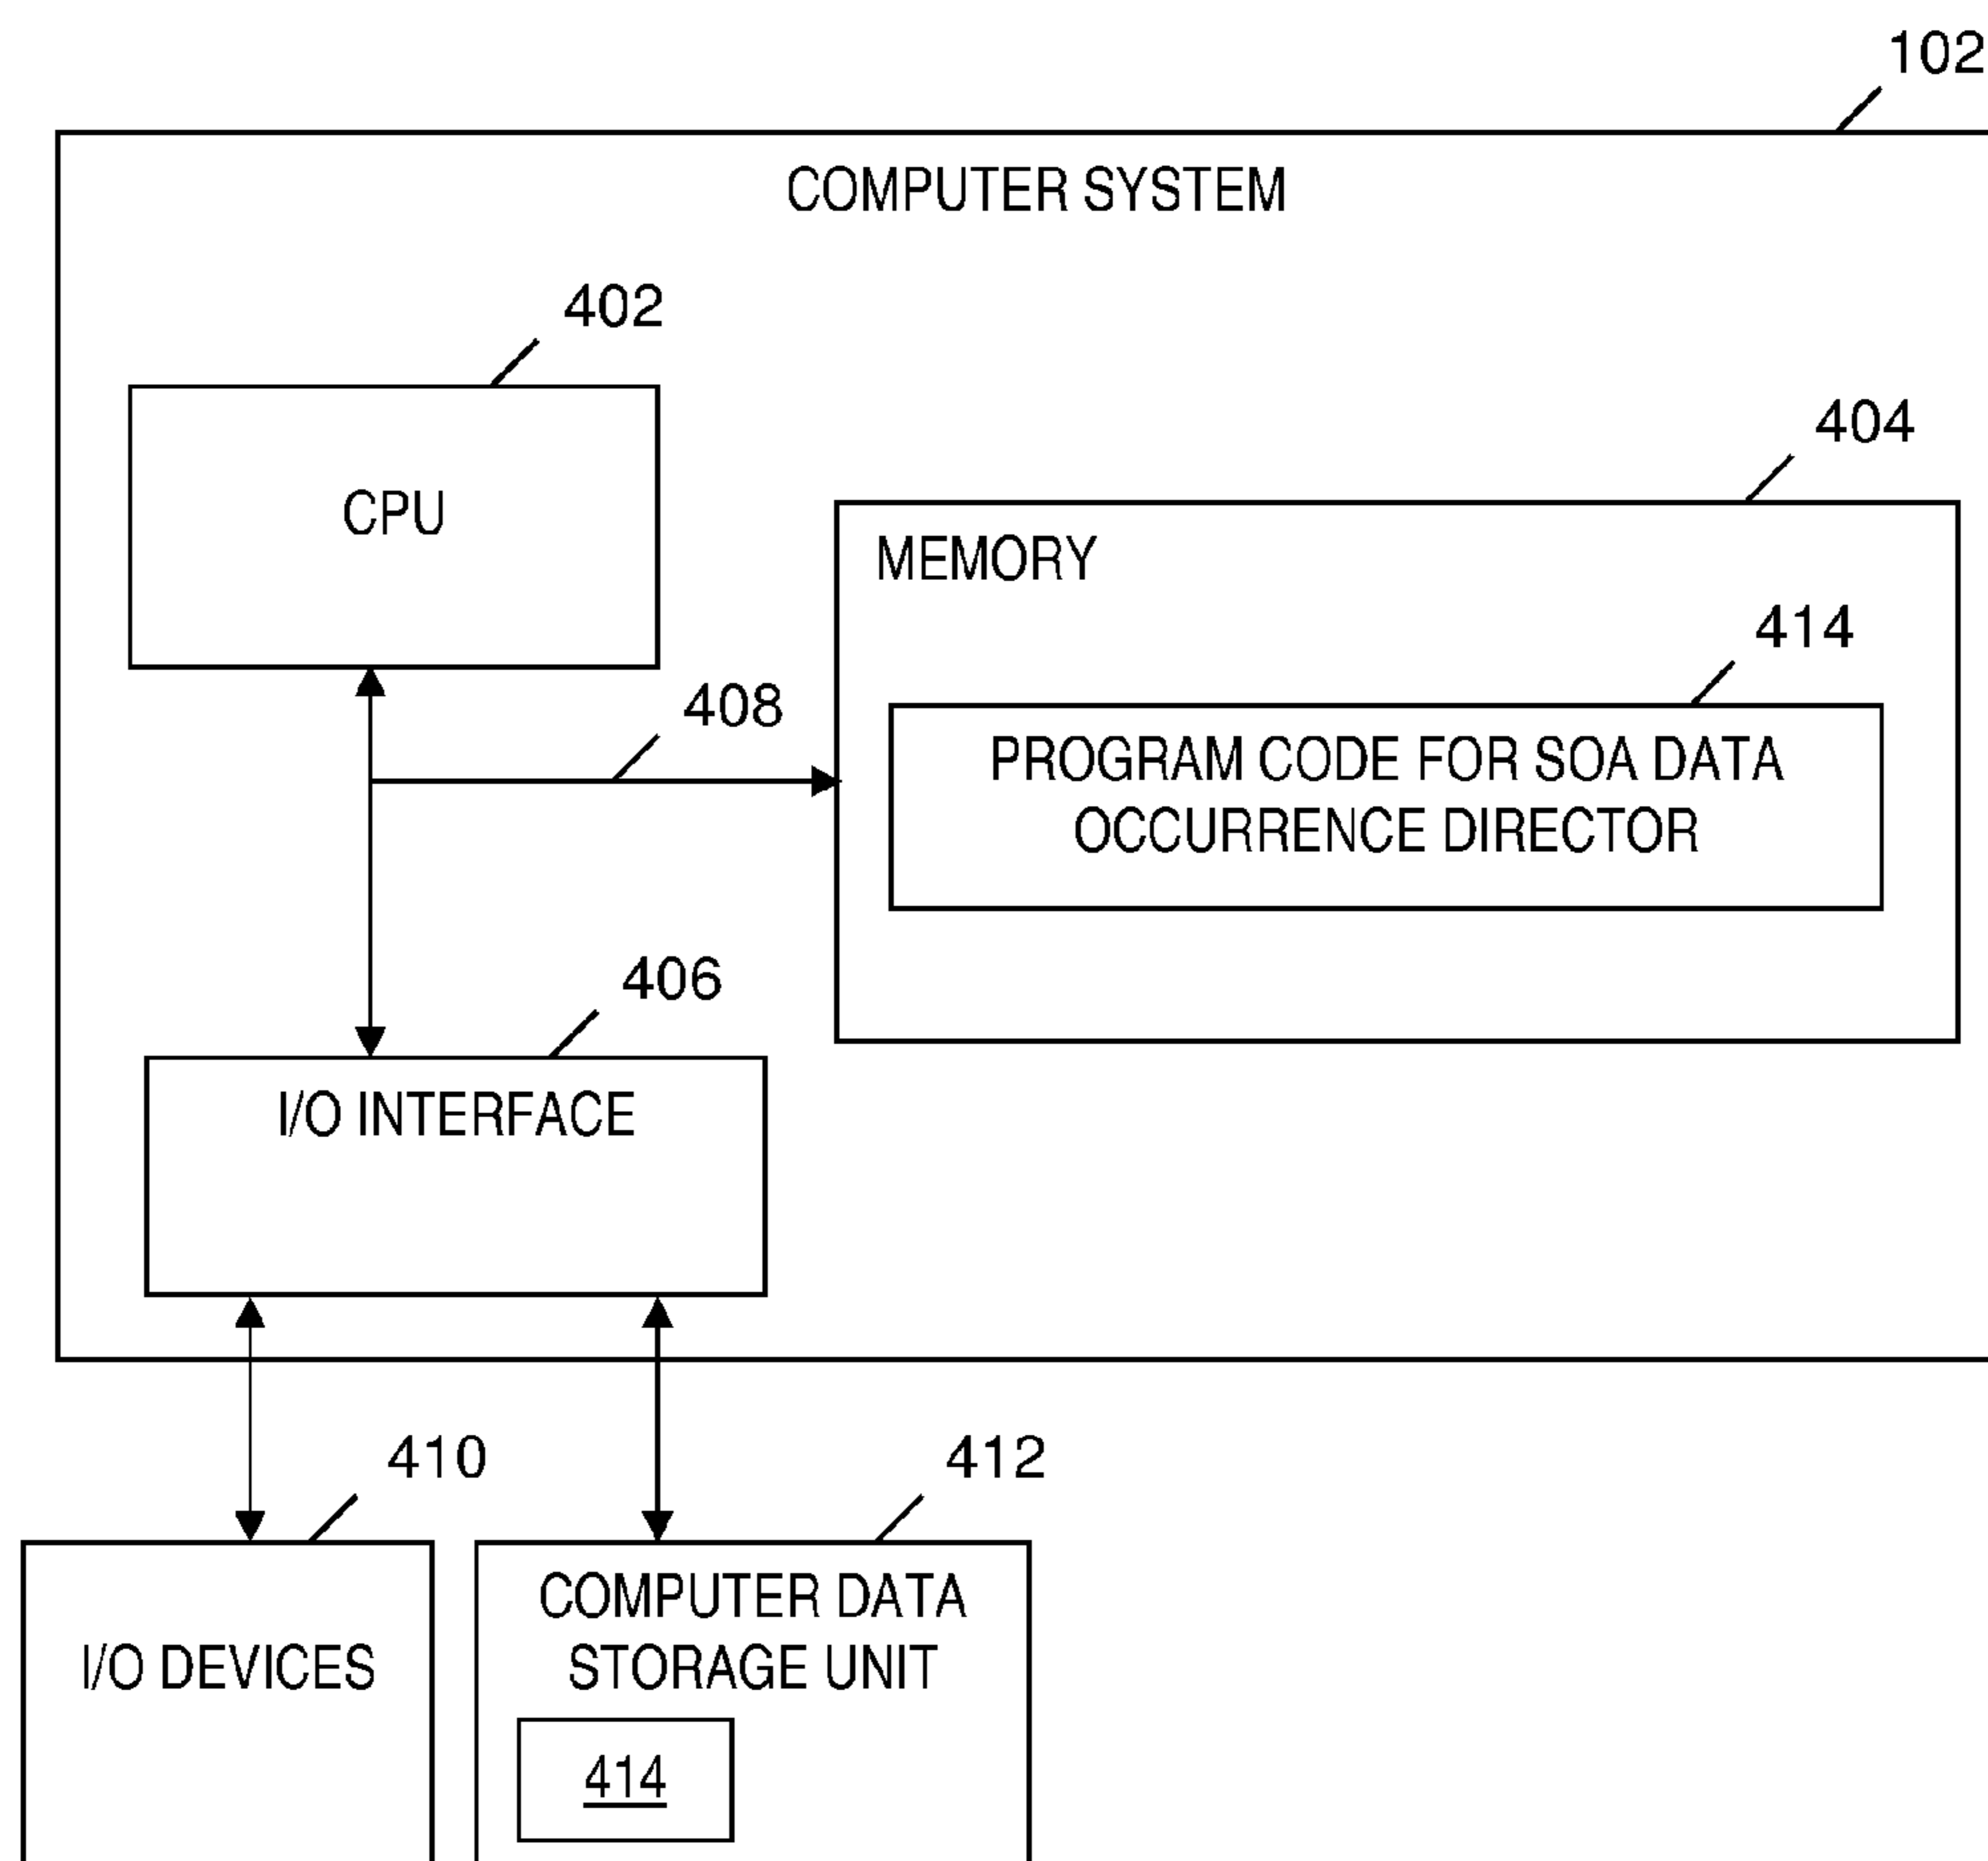 102
COMPUTER SYSTEM
402
CPU
404
MEMORY
414
PROGRAM CODE FOR SOA DATA
OCCURRENCE DIRECTOR
408
406
I/O INTERFACE
410
I/O DEVICES
412
COMPUTER DATA
STORAGE UNIT
414